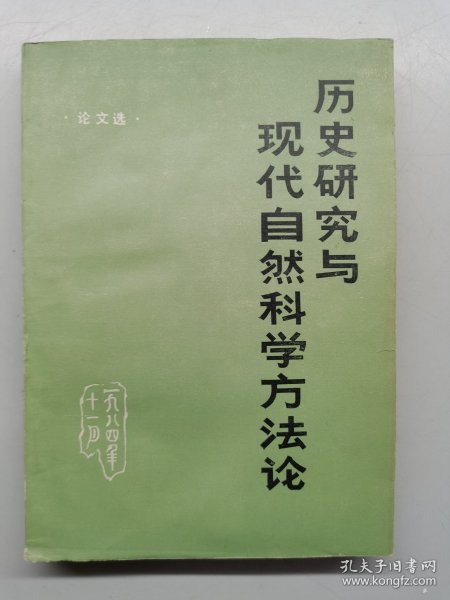 历史研究与
现代自然科学方法论
·论文选·
一九八四年
十一月
孔夫子旧书网
www.kongfz.com